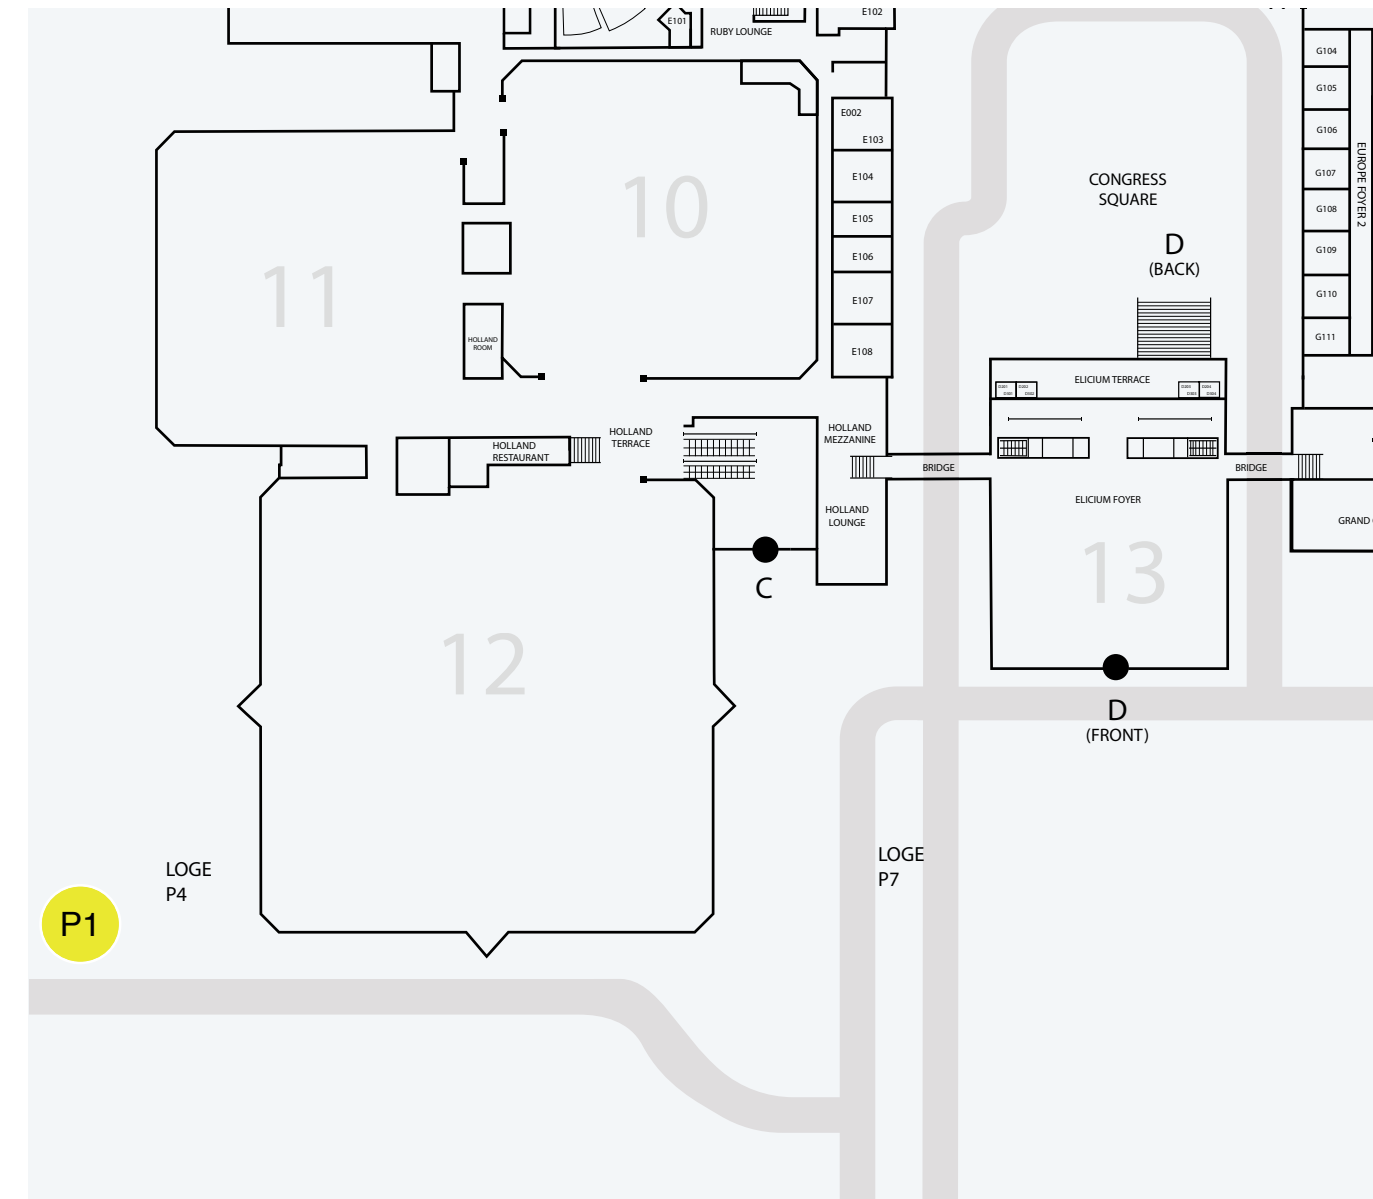 E102
E101
RUBY LOUNGE
G104
G105
E002
E103
G106
EUROPE FOYER 2
E104
10
CONGRESS
SQUARE
G107
G108
E105
D
(BACK)
G109
E106
11
G110
E107
HOLLAND
ROOM
G111
E108
ELICIUM TERRACE
HOLLAND
TERRACE
HOLLAND
MEZZANINE
HOLLAND
RESTAURANT
BRIDGE
BRIDGE
ELICIUM FOYER
HOLLAND
LOUNGE
GRAND
13
C
12
D
(FRONT)
LOGE
P7
LOGE
P4
P1